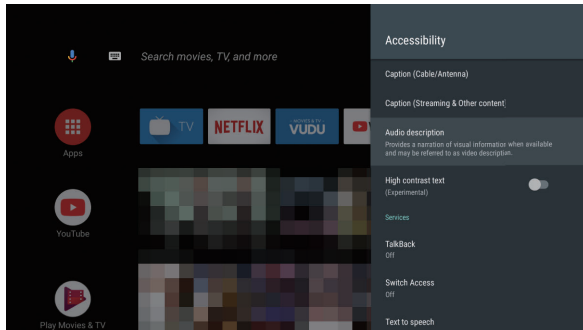 Search movies, TV, and more
Apps
TV
NETFLIX
MOVIES & TV
VUDU
YouTube
Play Movies & TV
Accessibility
Caption (Cable/Antenna)
Caption (Streaming & Other content)
Audio description
Provides a narration of visual information when available
and may be referred to as video description.
High contrast text
(Experimental)
Services
TalkBack
Off
Switch Access
Off
Text to speech